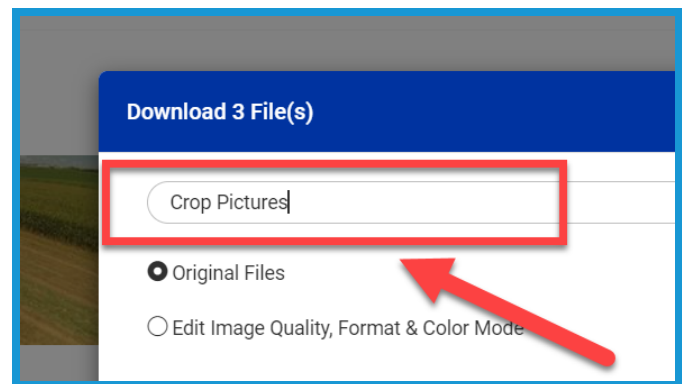 Download 3 File(s)
Crop Pictures
Original Files
Edit Image Quality, Format & Color Mode